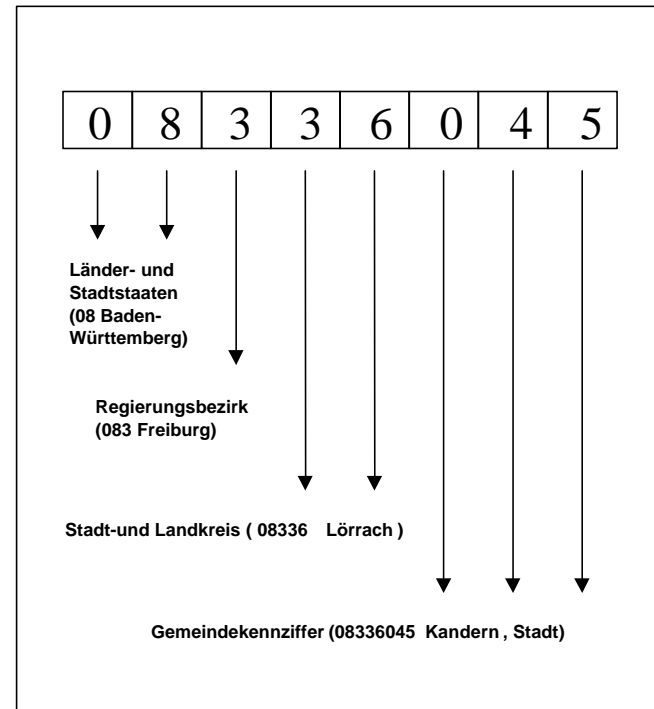 0 8 3 3 6 0 4 5
Länder- und
Stadtstaaten
(08 Baden-
Württemberg)
Regierungsbezirk
(083 Freiburg)
Stadt-und Landkreis ( 08336 Lörrach )
Gemeindekennziffer (08336045 Kandern , Stadt)